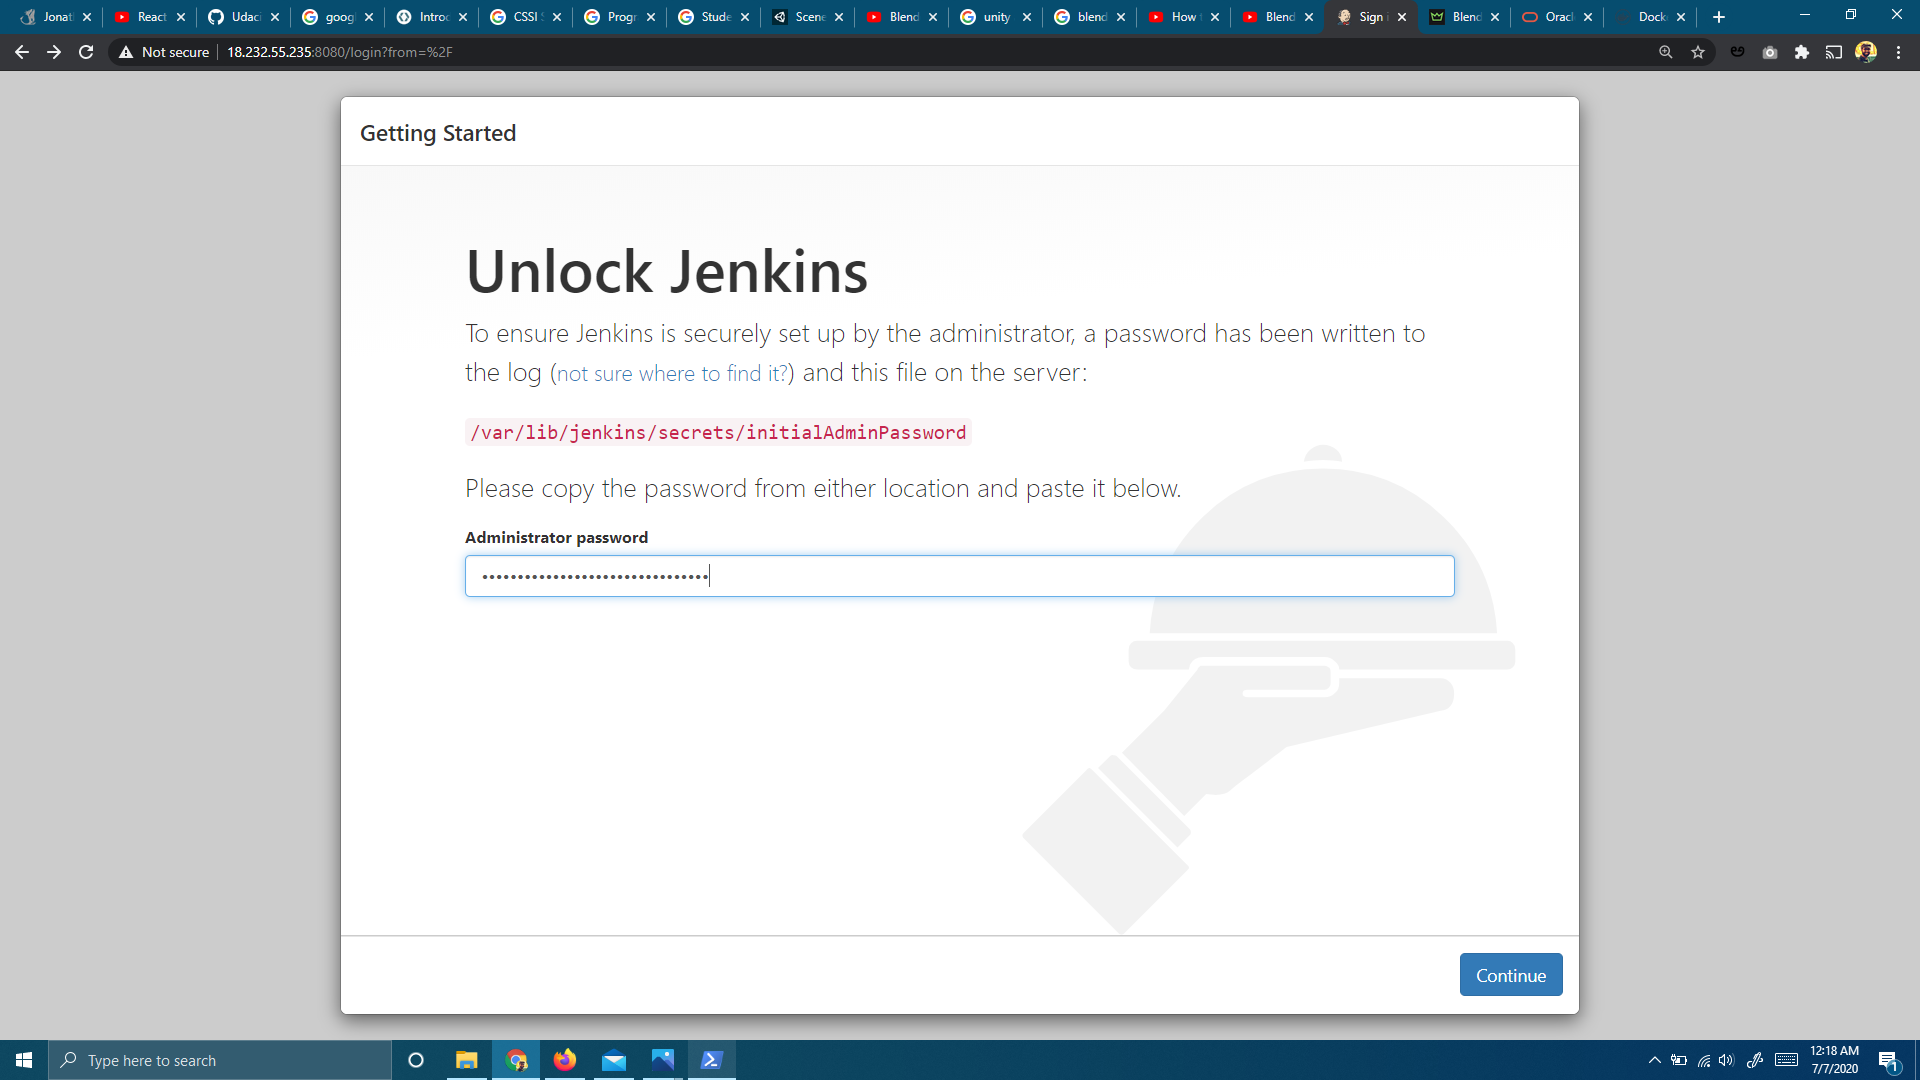 Jonat
React
Udaci
goog
Introd
CSSI S
Progr
Stude
Scene
Blend
unity
blend
How t
Blend
Sign i
Blend
Oracl
Docke
Not secure
18.232.55.235:8080/login?from=%2F
Getting Started
Unlock Jenkins
To ensure Jenkins is securely set up by the administrator, a password has been written to
the log (not sure where to find it?) and this file on the server:
/var/lib/jenkins/secrets/initialAdminPassword
Please copy the password from either location and paste it below.
Administrator password
Continue
Type here to search
12:18 AM
7/7/2020
1